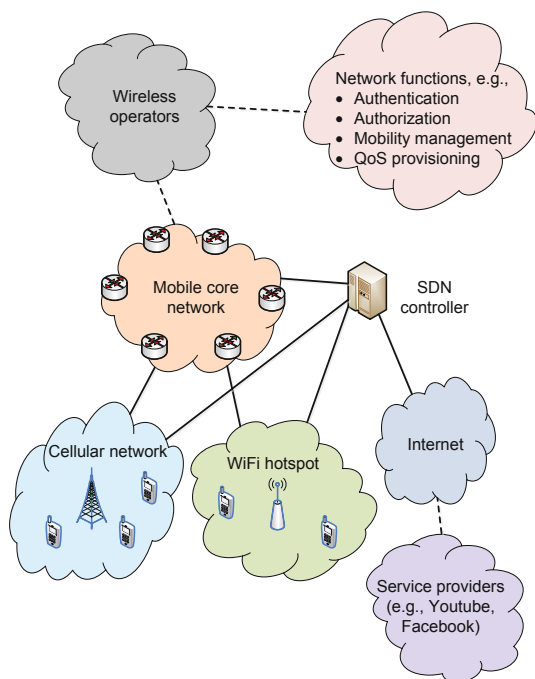 Wireless
operators
Network functions, e.g.,
• Authentication
• Authorization
• Mobility management
• QoS provisioning
Mobile core
network
SDN
controller
Cellular network
WiFi hotspot
Internet
Service providers
(e.g., Youtube,
Facebook)